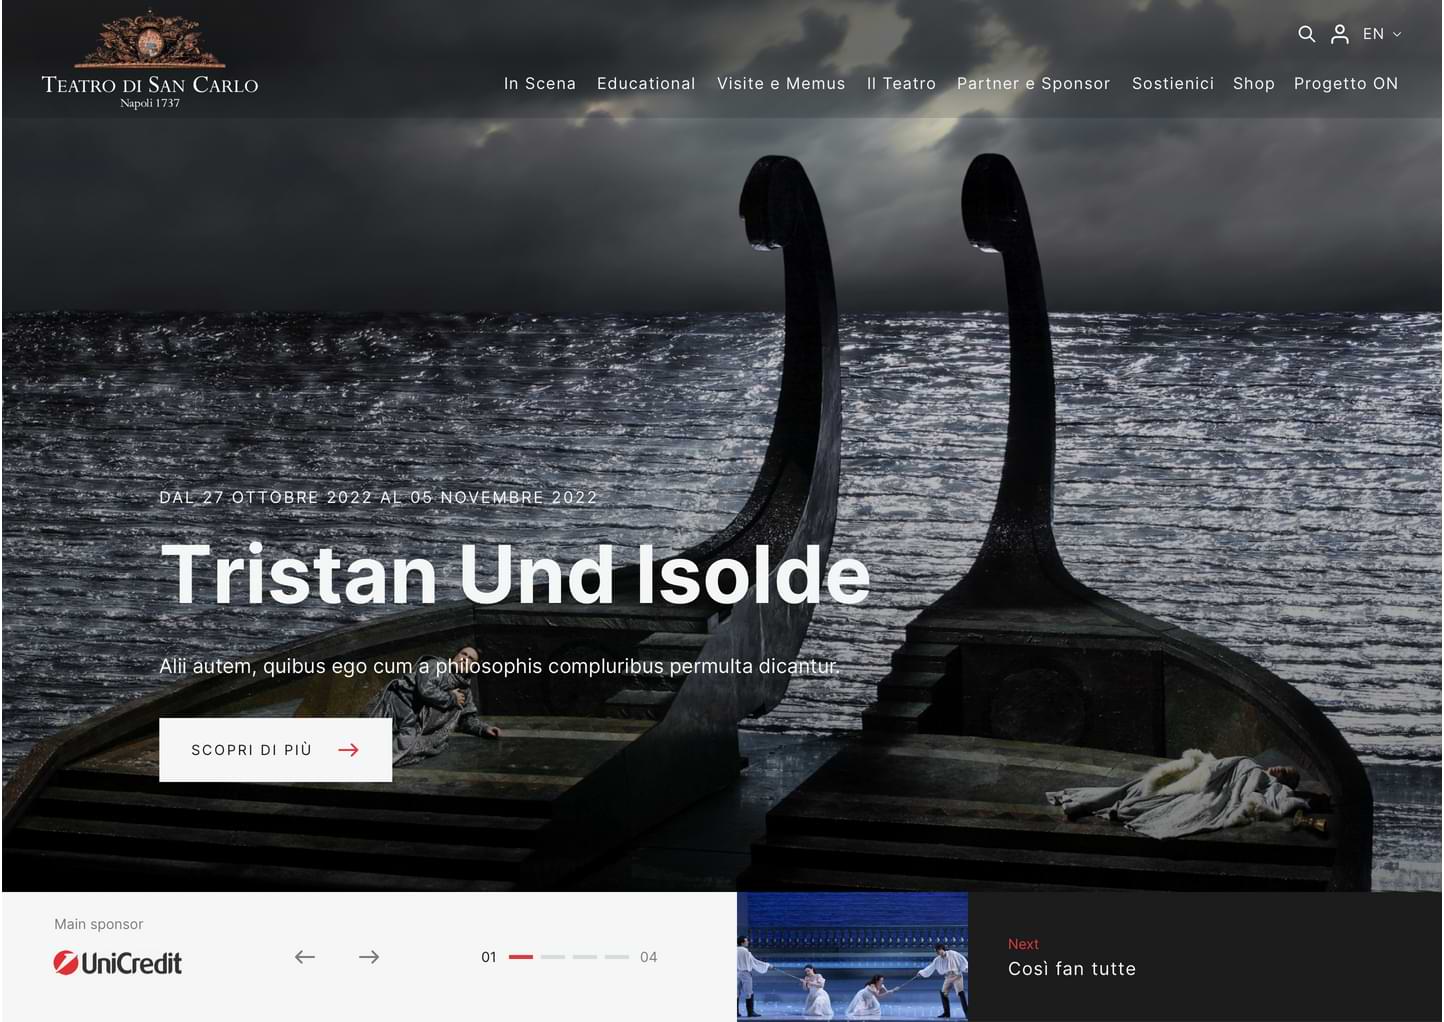 TEATRO DI SAN CARLO
Napoli 1737
EN
In Scena Educational Visite e Memus Il Teatro Partner e Sponsor Sostienici Shop Progetto ON
DAL 27 OTTOBRE 2022 AL 05 NOVEMBRE 2022
Tristan Und Isolde
Alii autem, quibus ego cum a philosophis compluribus permulta dicantur.
SCOPRI DI PIÙ
Main sponsor
UniCredit
01 04
Next
Così fan tutte